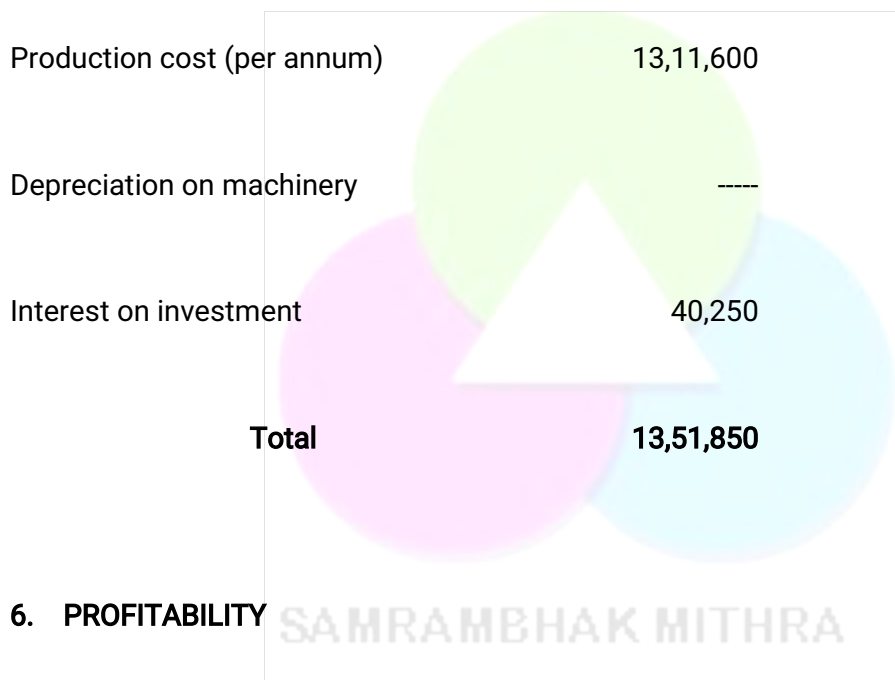 Production cost (per annum) 13,11,600
Depreciation on machinery -----
Interest on investment 40,250
Total 13,51,850
6. PROFITABILITY
SAMRAMBHAK MITHRA